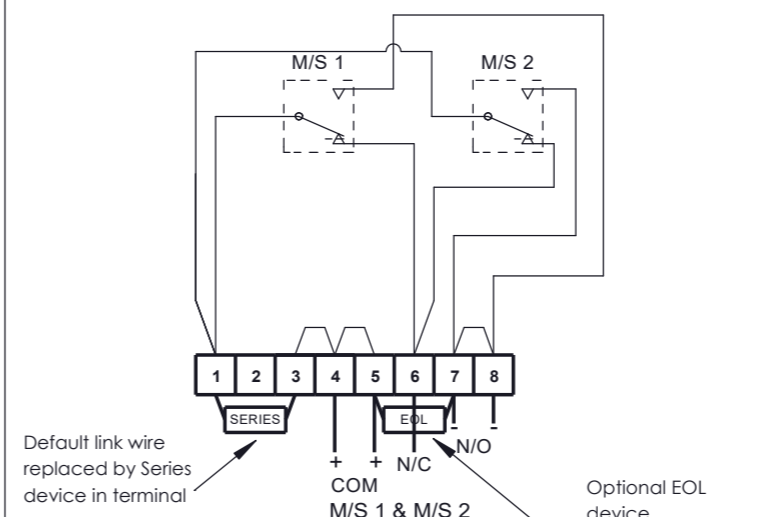 M/S 1
M/S 2
1 2 3 4 5 6 7 8
SERIES
EOL
- -
N/O
+ + N/C
COM
M/S 1 & M/S 2
Default link wire
replaced by Series
device in terminal
Optional EOL
device